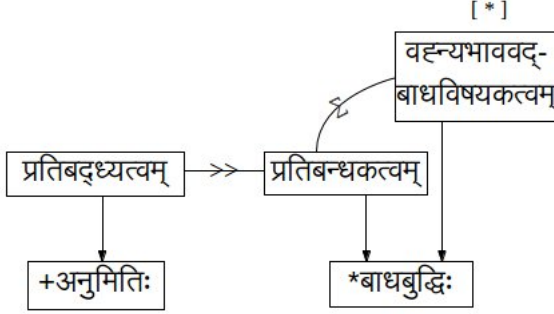 [ * ]
वह्न्यभाववद्-
बाधविषयकत्वम्
Σ
प्रतिबद्ध्यत्वम्
>>
प्रतिबन्धकत्वम्
+अनुमितिः
*बाधबुद्धिः